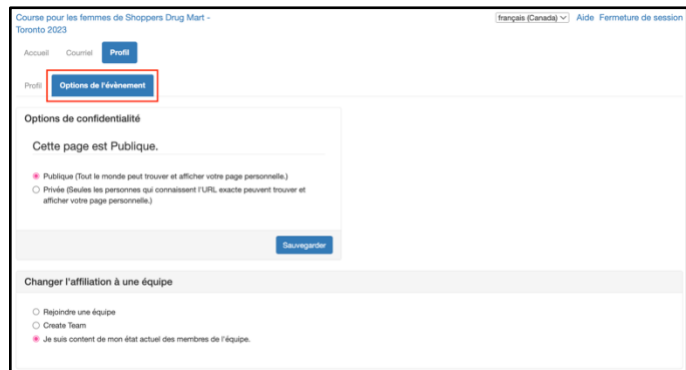 Course pour les femmes de Shoppers Drug Mart -
Toronto 2023
français (Canada) Aide Fermeture de session
Accueil Courriel Profil
Profil Options de l'évènement
Options de confidentialité
Cette page est Publique.
Publique (Tout le monde peut trouver et afficher votre page personnelle.)
Privée (Seules les personnes qui connaissent l'URL exacte peuvent trouver et
afficher votre page personnelle.)
Sauvegarder
Changer l'affiliation à une équipe
Rejoindre une équipe
Create Team
Je suis content de mon état actuel des membres de l'équipe.